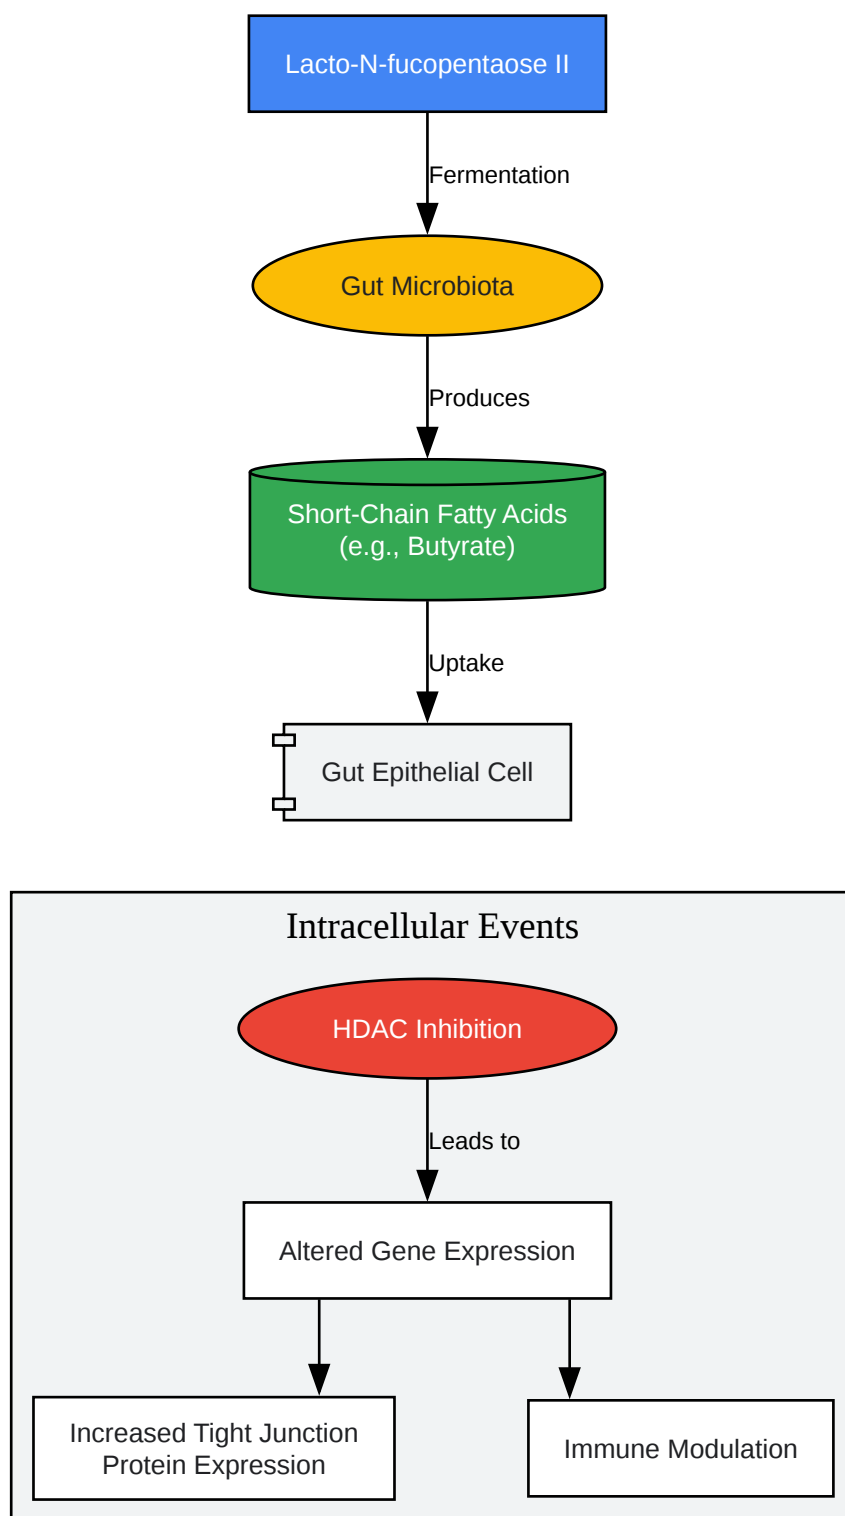 Lacto-N-fucopentaose II
Fermentation
Gut Microbiota
Produces
Short-Chain Fatty Acids
(e.g., Butyrate)
Uptake
Gut Epithelial Cell
Intracellular Events
HDAC Inhibition
Leads to
Altered Gene Expression
Increased Tight Junction
Protein Expression
Immune Modulation